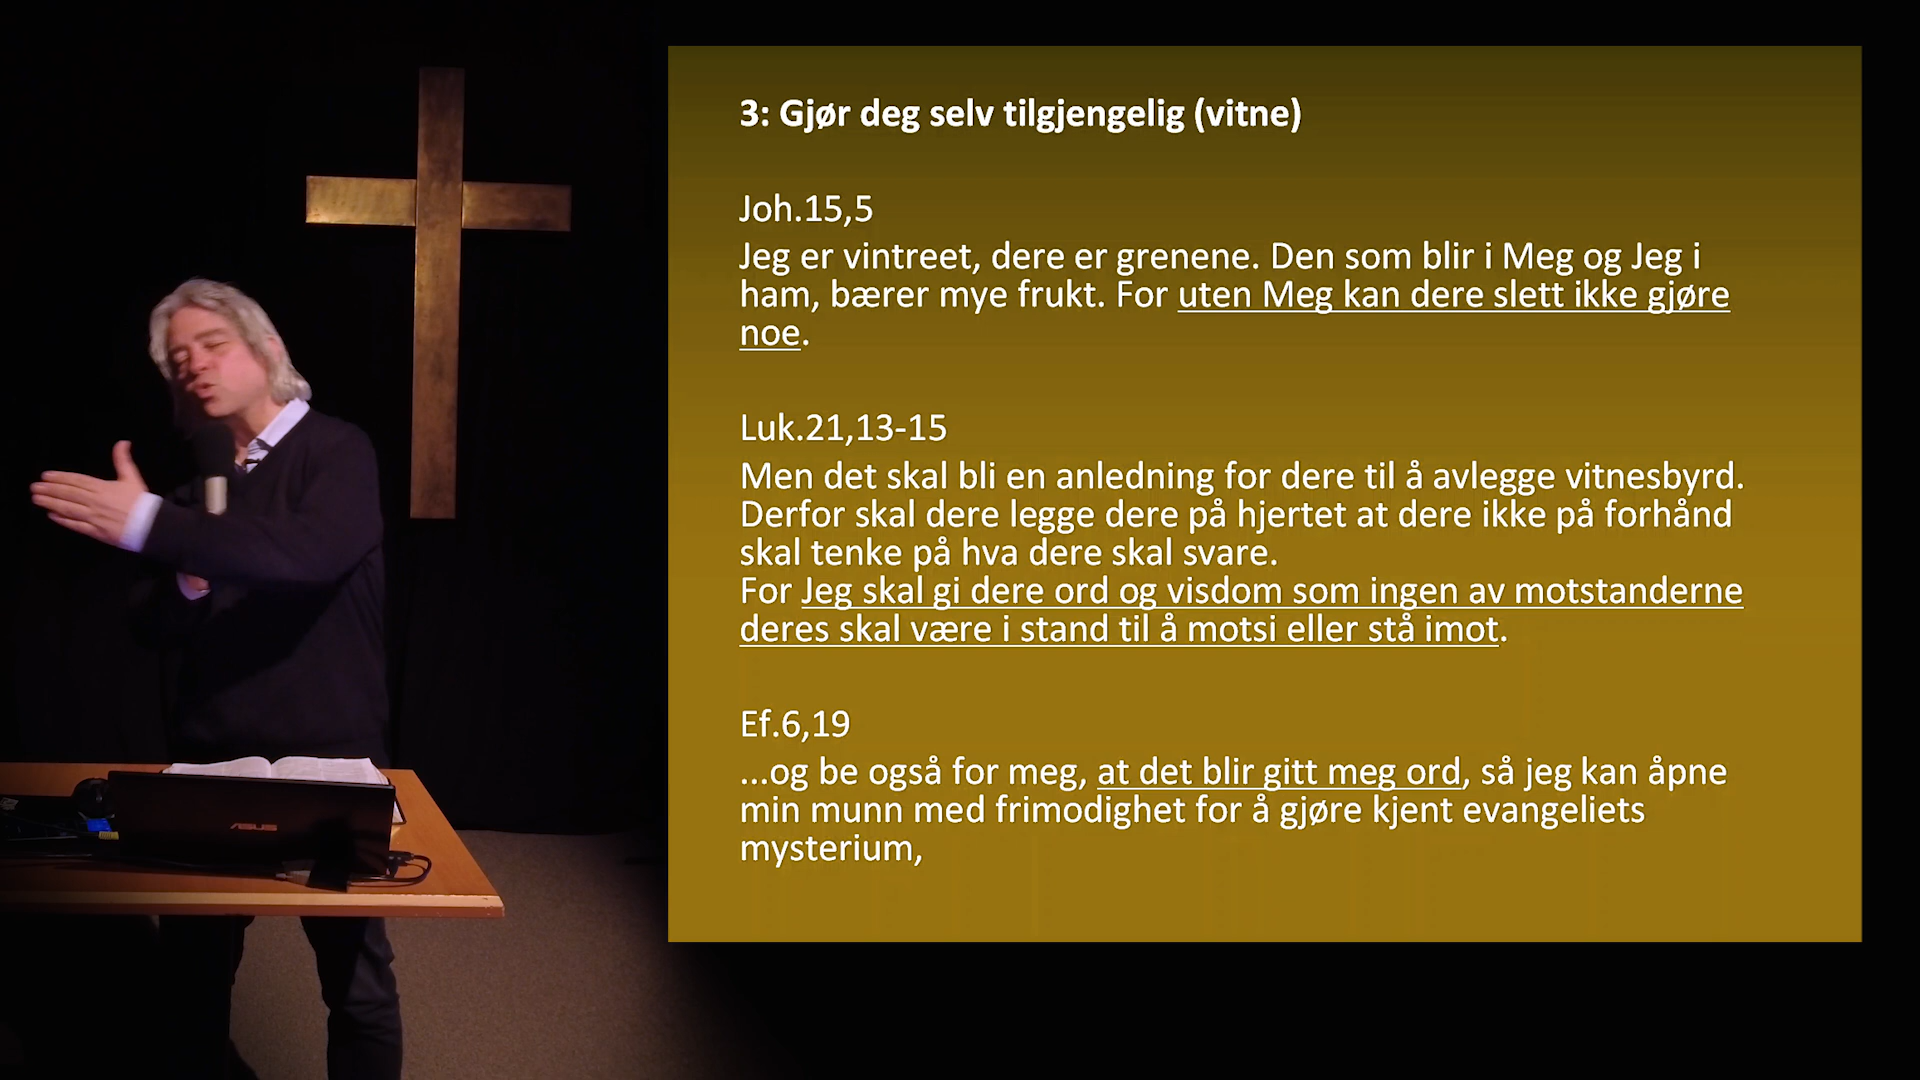 3: Gjør deg selv tilgjengelig (vitne)
Joh.15,5
Jeg er vintreet, dere er grenene. Den som blir i Meg og Jeg i
ham, bærer mye frukt. For uten Meg kan dere slett ikke gjøre
noe.
Luk.21,13-15
Men det skal bli en anledning for dere til å avlegge vitnesbyrd.
Derfor skal dere legge dere på hjertet at dere ikke på forhånd
skal tenke på hva dere skal svare.
For Jeg skal gi dere ord og visdom som ingen av motstanderne
deres skal være i stand til å motsi eller stå imot.
Ef.6,19
...og be også for meg, at det blir gitt meg ord, så jeg kan åpne
min munn med frimodighet for å gjøre kjent evangeliets
mysterium,
ASUS